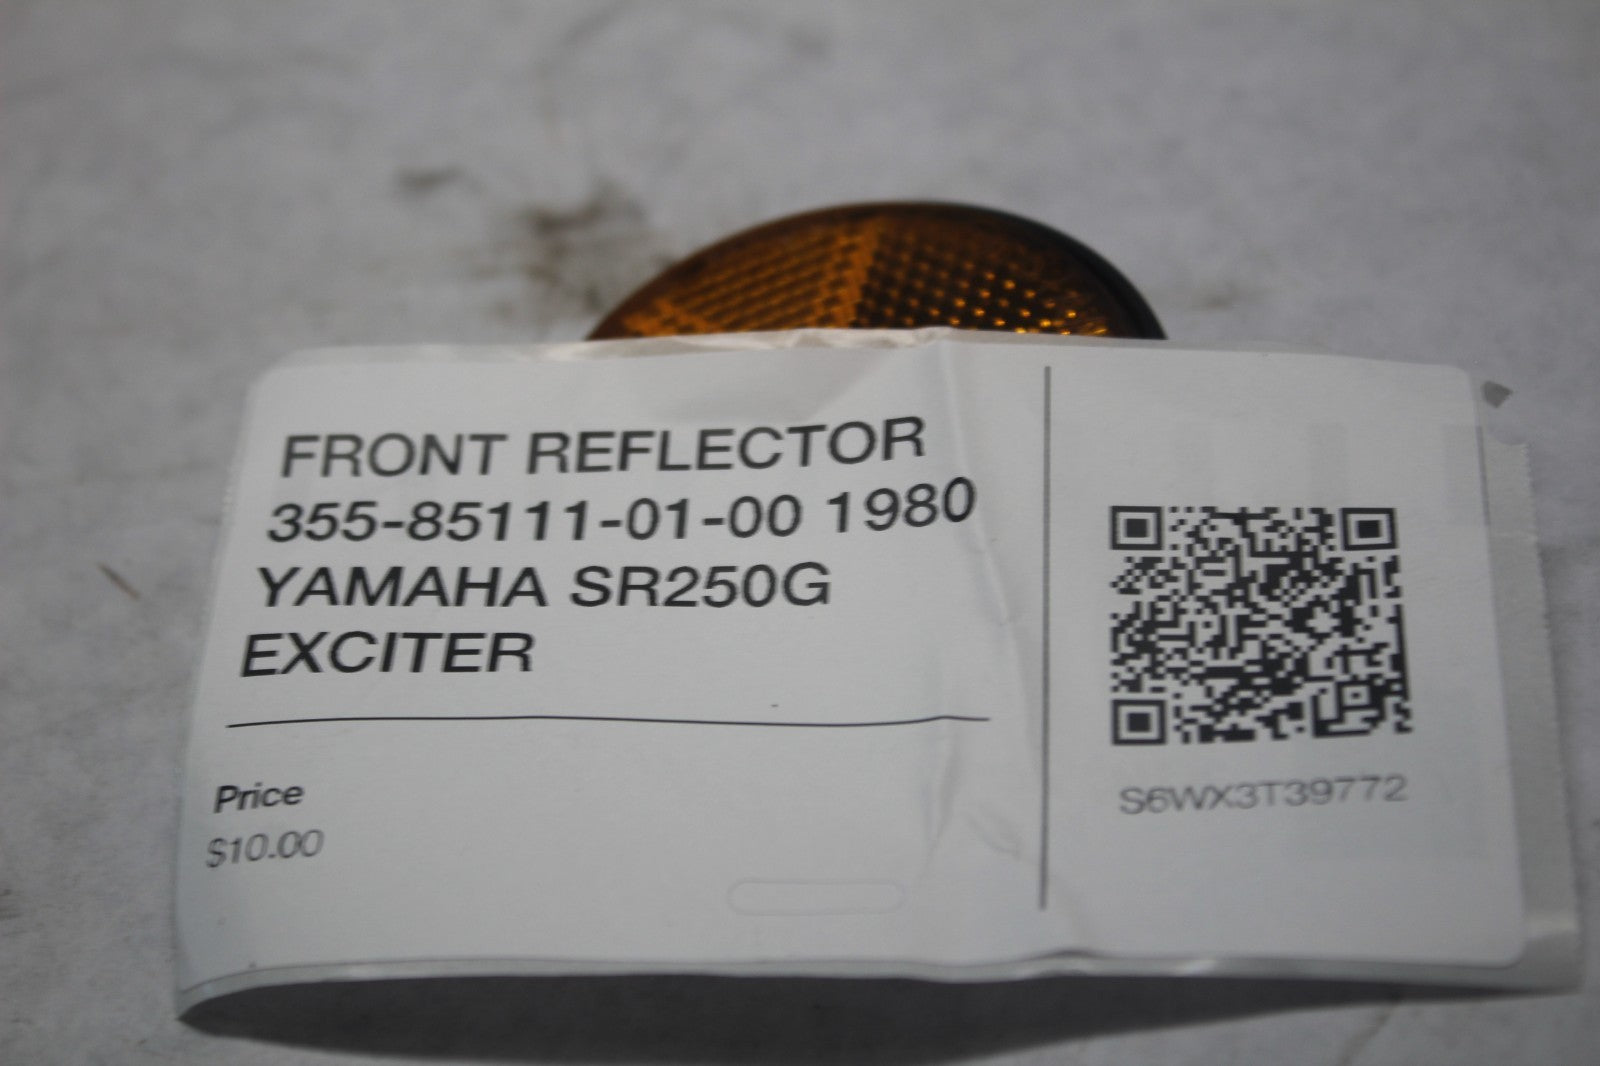 FRONT REFLECTOR
355-85111-01-00 1980
YAMAHA SR250G
EXCITER
Price
$10.00
S6WX3T39772